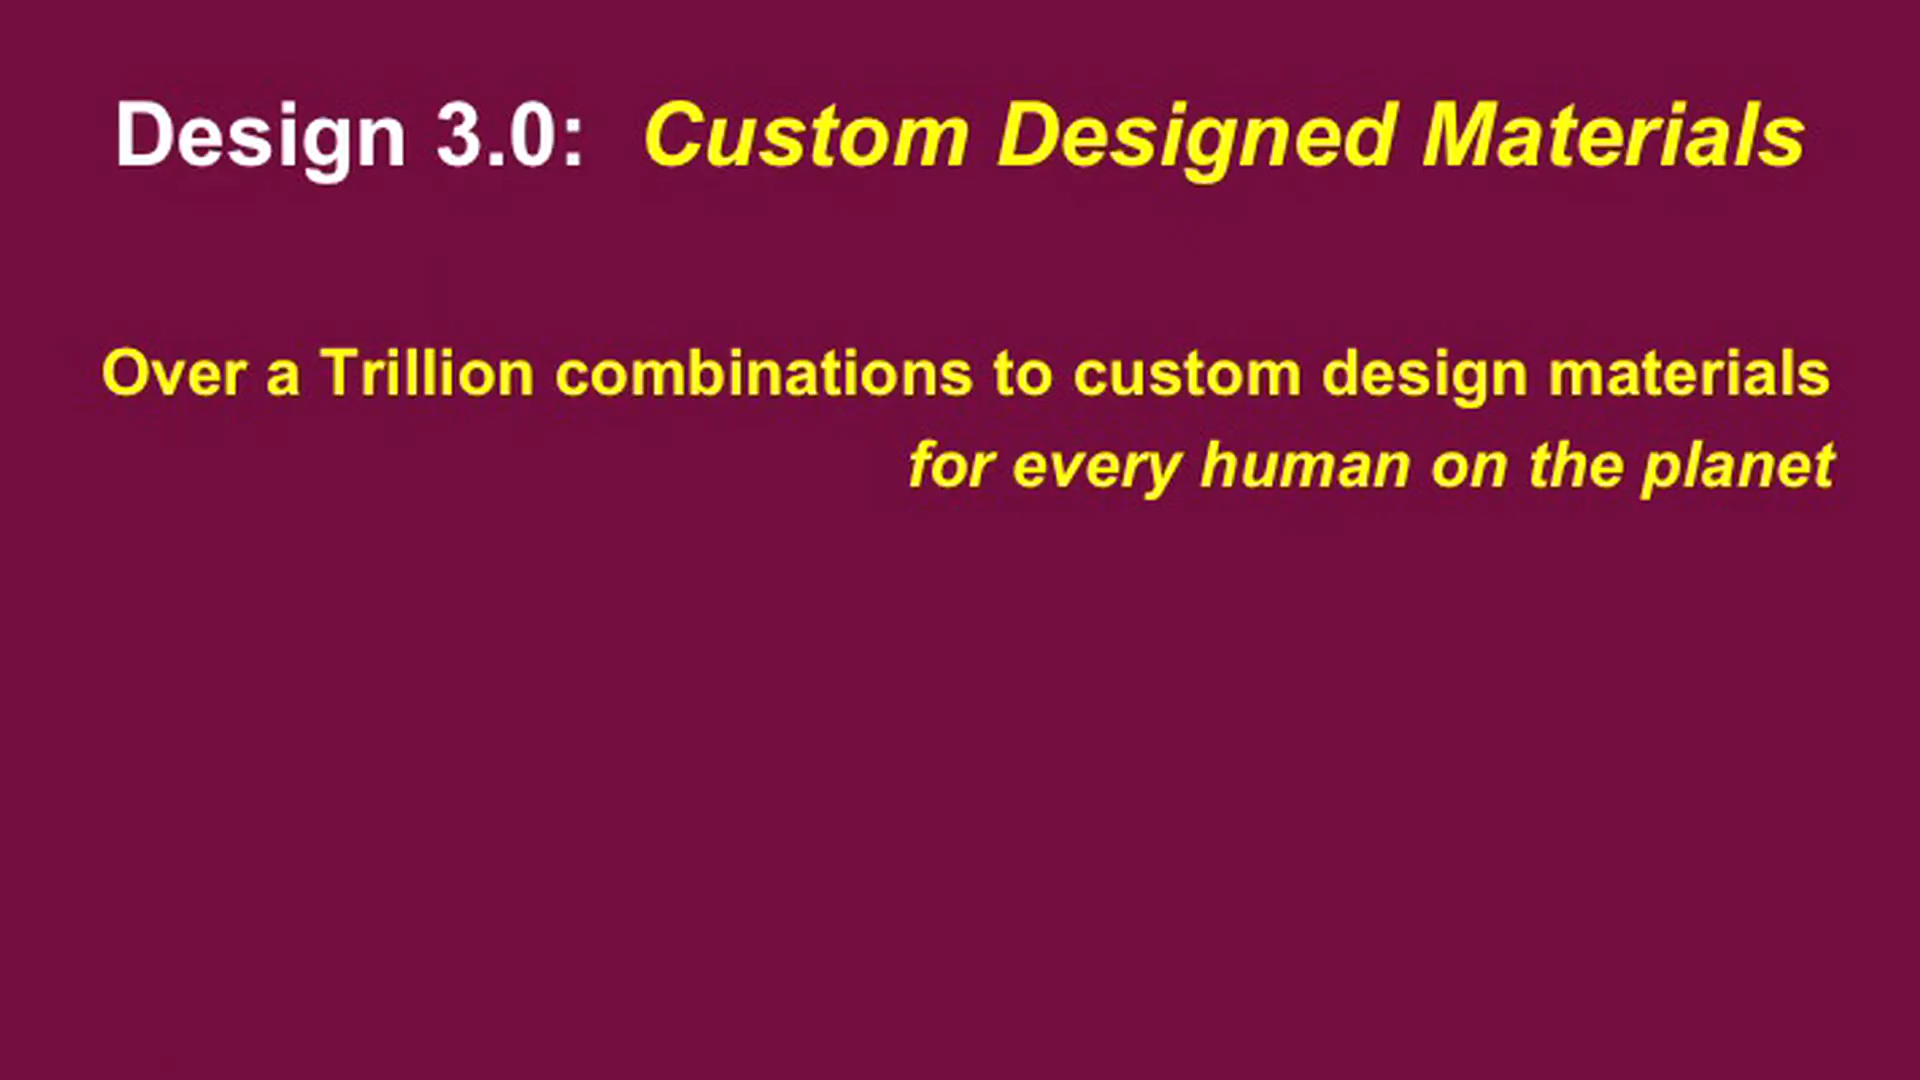 Design 3.0: Custom Designed Materials
Over a Trillion combinations to custom design materials
for every human on the planet